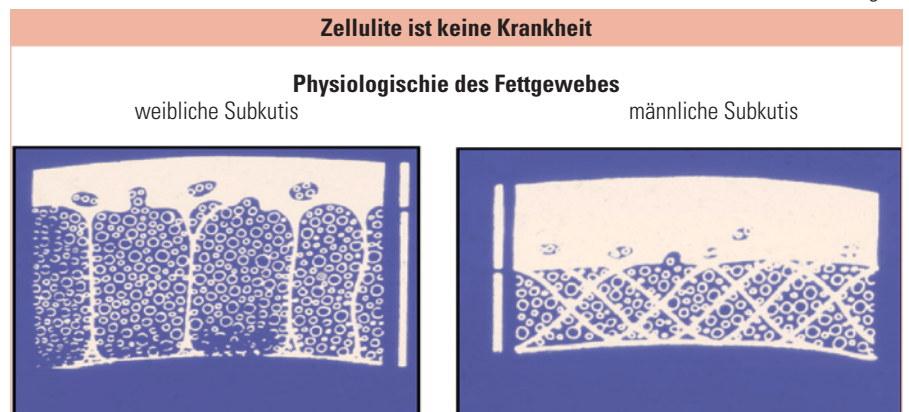 Zellulite ist keine Krankheit
Physiologischie des Fettgewebes
weibliche Subkutis
männliche Subkutis